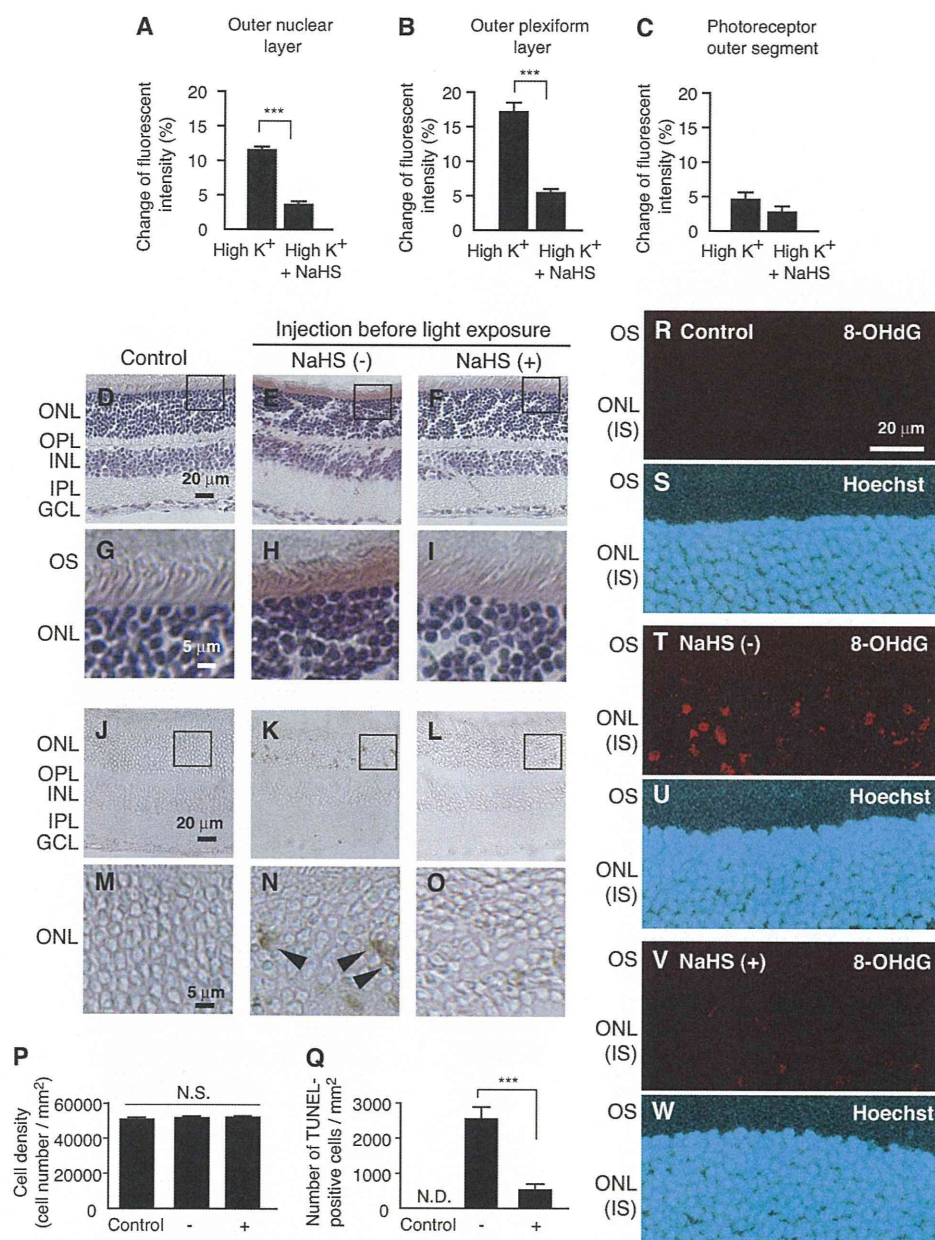 A
Outer nuclear
layer
Change of fluorescent
intensity (%)
20
15
10
5
0
***
High K+
High K+
+ NaHS
B
Outer plexiform
layer
Change of fluorescent
intensity (%)
20
15
10
5
0
***
High K+
High K+
+ NaHS
C
Photoreceptor
outer segment
Change of fluorescent
intensity (%)
20
15
10
5
0
High K+
High K+
+ NaHS
Injection before light exposure
Control
NaHS (-)
NaHS (+)
D
E
F
ONL
OPL
INL
IPL
GCL
20 µm
G
H
I
OS
ONL
5 µm
J
K
L
ONL
OPL
INL
IPL
GCL
20 µm
M
N
O
ONL
5 µm
P
Cell density
(cell number / mm²)
60000
40000
20000
0
N.S.
Control
-
+
Q
Number of TUNEL-
positive cells / mm²
3000
2000
1000
0
***
N.D.
Control
-
+
OS
R Control 8-OHdG
ONL
(IS)
20 µm
OS
S Hoechst
ONL
(IS)
OS
T NaHS (-) 8-OHdG
ONL
(IS)
OS
U Hoechst
ONL
(IS)
OS
V NaHS (+) 8-OHdG
ONL
(IS)
OS
W Hoechst
ONL
(IS)